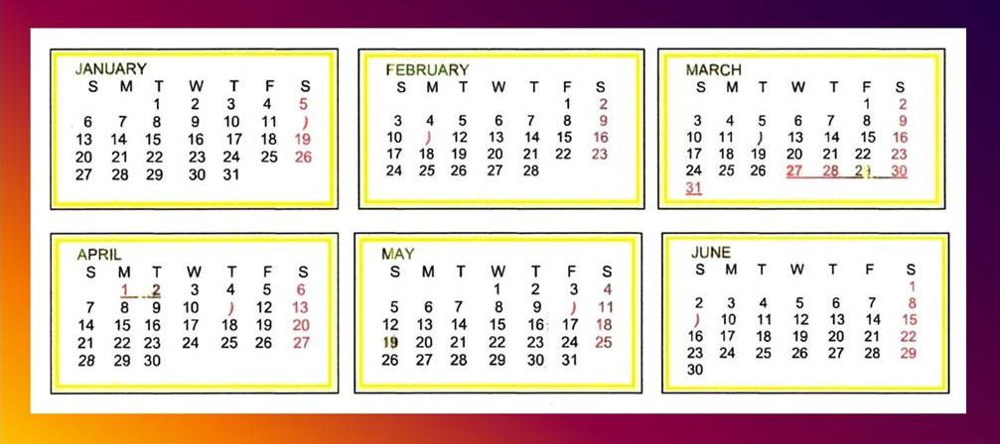 JANUARY
S M T W T F S
1 2 3 4 5
6 7 8 9 10 11 )
13 14 15 16 17 18 19
20 21 22 23 24 25 26
27 28 29 30 31
FEBRUARY
S M T W T F S
1 2
3 4 5 6 7 8 9
10 ) 12 13 14 15 16
17 18 19 20 21 22 23
24 25 26 27 28
MARCH
S M T W T F S
1 2
3 4 5 6 7 8 9
10 11 ) 13 14 15 16
17 18 19 20 21 22 23
24 25 26 27 28 29 30
31
APRIL
S M T W T F S
1 2 3 4 5 6
7 8 9 10 ) 12 13
14 15 16 17 18 19 20
21 22 23 24 25 26 27
28 29 30
MAY
S M T W T F S
1 2 3 4
5 6 7 8 9 ) 11
12 13 14 15 16 17 18
19 20 21 22 23 24 25
26 27 28 29 30 31
JUNE
S M T W T F S
1
2 3 4 5 6 7 8
) 10 11 12 13 14 15
16 17 18 19 20 21 22
23 24 25 26 27 28 29
30